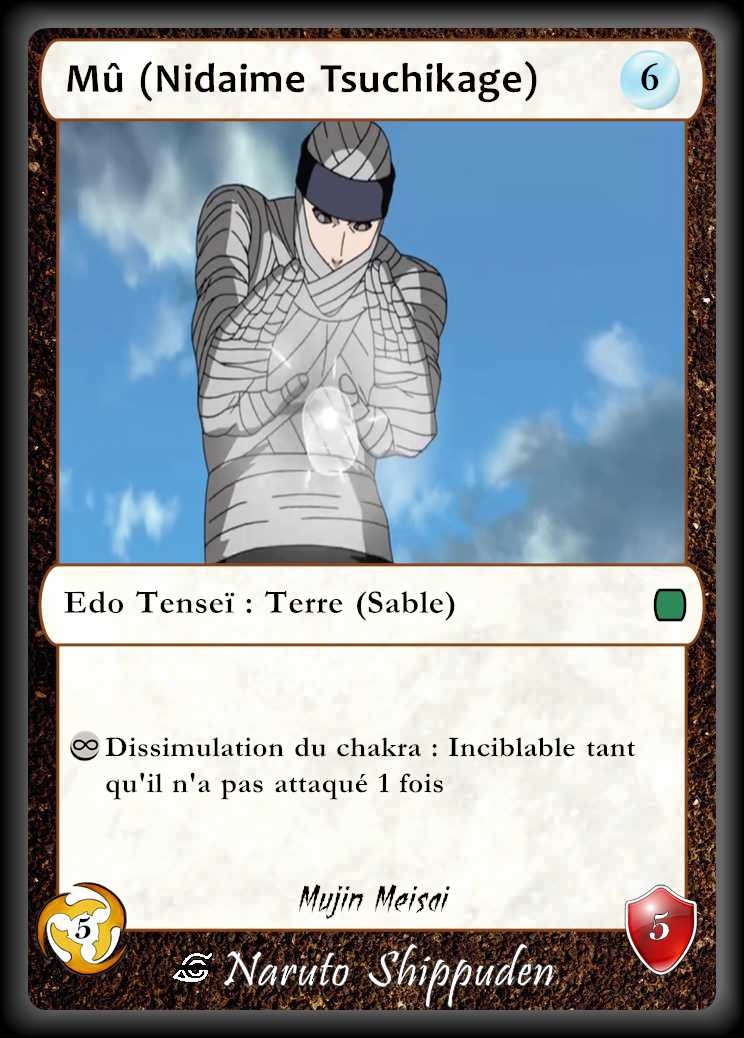 Mû (Nidaime Tsuchikage)
6
Edo Tenseï : Terre (Sable)
∞ Dissimulation du chakra : Inciblable tant
qu'il n'a pas attaqué 1 fois
Mujin Meisai
5
5
Naruto Shippuden